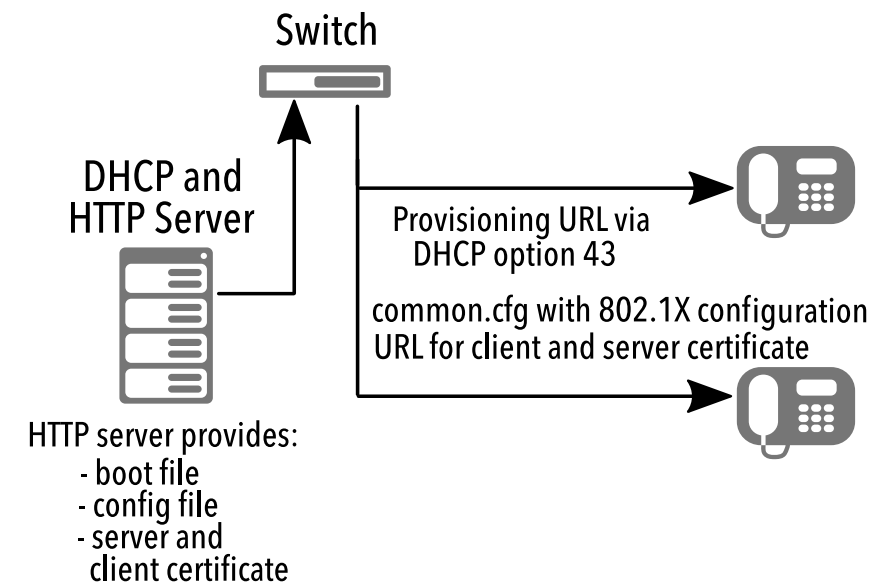 Switch
DHCP and
HTTP Server
Provisioning URL via
DHCP option 43
common.cfg with 802.1X configuration
URL for client and server certificate
HTTP server provides:
- boot file
- config file
- server and
client certificate